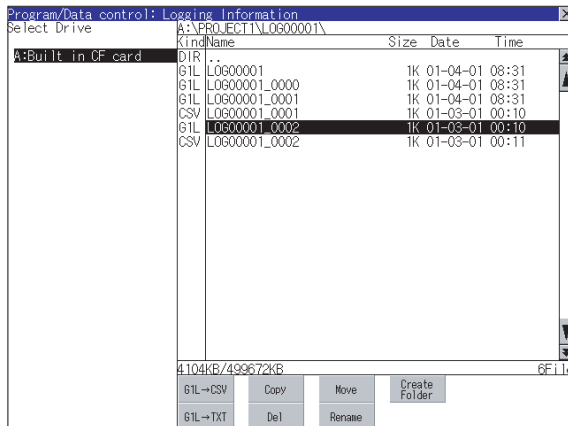 Program/Data control: Logging Information
Select Drive A:\PROJECT1\LOG00001\
Kind Name Size Date Time
A:Built in CF card DIR ..
G1L LOG00001 1K 01-04-01 08:31
G1L LOG00001_0000 1K 01-04-01 08:31
G1L LOG00001_0001 1K 01-04-01 08:31
CSV LOG00001_0001 1K 01-03-01 00:10
G1L LOG00001_0002 1K 01-03-01 00:10
CSV LOG00001_0002 1K 01-03-01 00:11
4104KB/499672KB 6File
G1L→CSV Copy Move Create Folder
G1L→TXT Del Rename